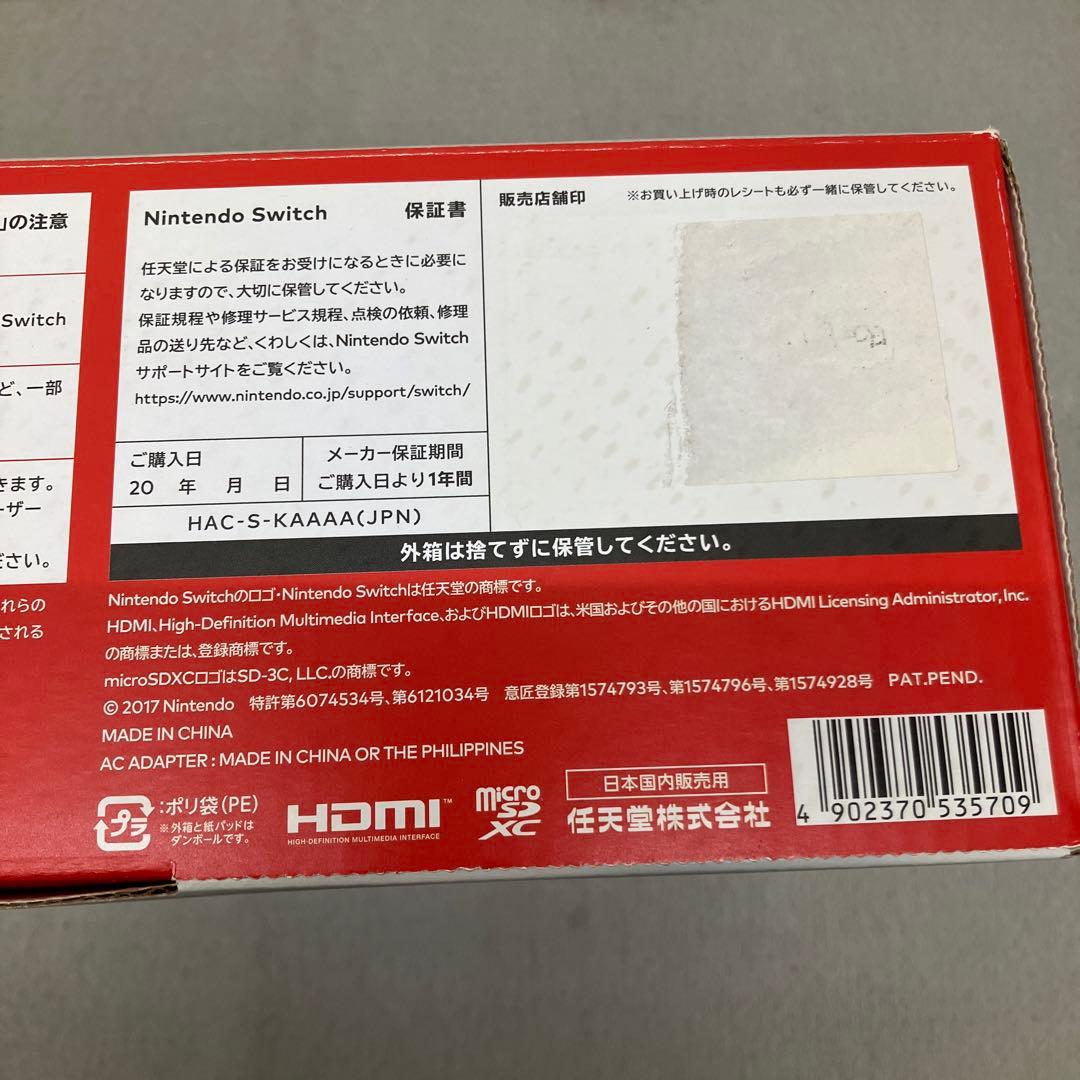 」の注意
Switch
ど、一部
きます。
ーザー
ださい。
れらの
される
Nintendo Switch 保証書
任天堂による保証をお受けになるときに必要に
なりますので、大切に保管してください。
保証規程や修理サービス規程、点検の依頼、修理
品の送り先など、くわしくは、Nintendo Switch
サポートサイトをご覧ください。
https://www.nintendo.co.jp/support/switch/
ご購入日
20 年 月 日
メーカー保証期間
ご購入日より1年間
HAC-S-KAAAA(JPN)
販売店舗印 ※お買い上げ時のレシートも必ず一緒に保管してください。
外箱は捨てずに保管してください。
Nintendo Switchのロゴ・Nintendo Switchは任天堂の商標です。
HDMI、High-Definition Multimedia Interface、およびHDMIロゴは、米国およびその他の国におけるHDMI Licensing Administrator, Inc.
の商標または、登録商標です。
microSDXCロゴはSD-3C, LLC.の商標です。
© 2017 Nintendo 特許第6074534号、第6121034号 意匠登録第1574793号、第1574796号、第1574928号 PAT.PEND.
MADE IN CHINA
AC ADAPTER : MADE IN CHINA OR THE PHILIPPINES
プラ
:ポリ袋(PE)
※外箱と紙パッドは
ダンボールです。
HDMI™
HIGH-DEFINITION MULTIMEDIA INTERFACE
micro
SD
XC
日本国内販売用
任天堂株式会社
4 902370 535709